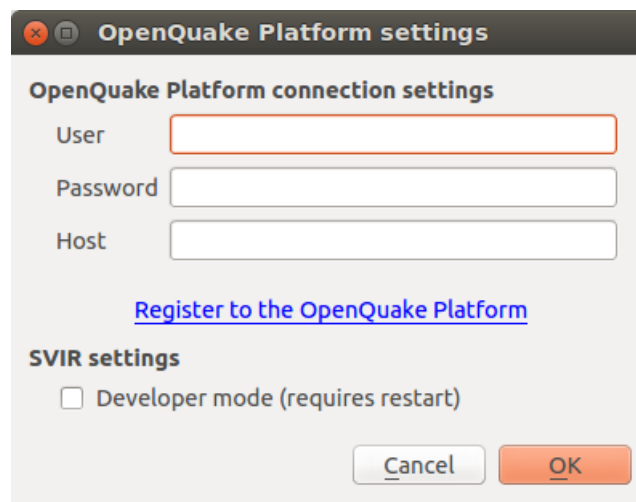 OpenQuake Platform settings
OpenQuake Platform connection settings
User
Password
Host
Register to the OpenQuake Platform
SVIR settings
Developer mode (requires restart)
Cancel OK